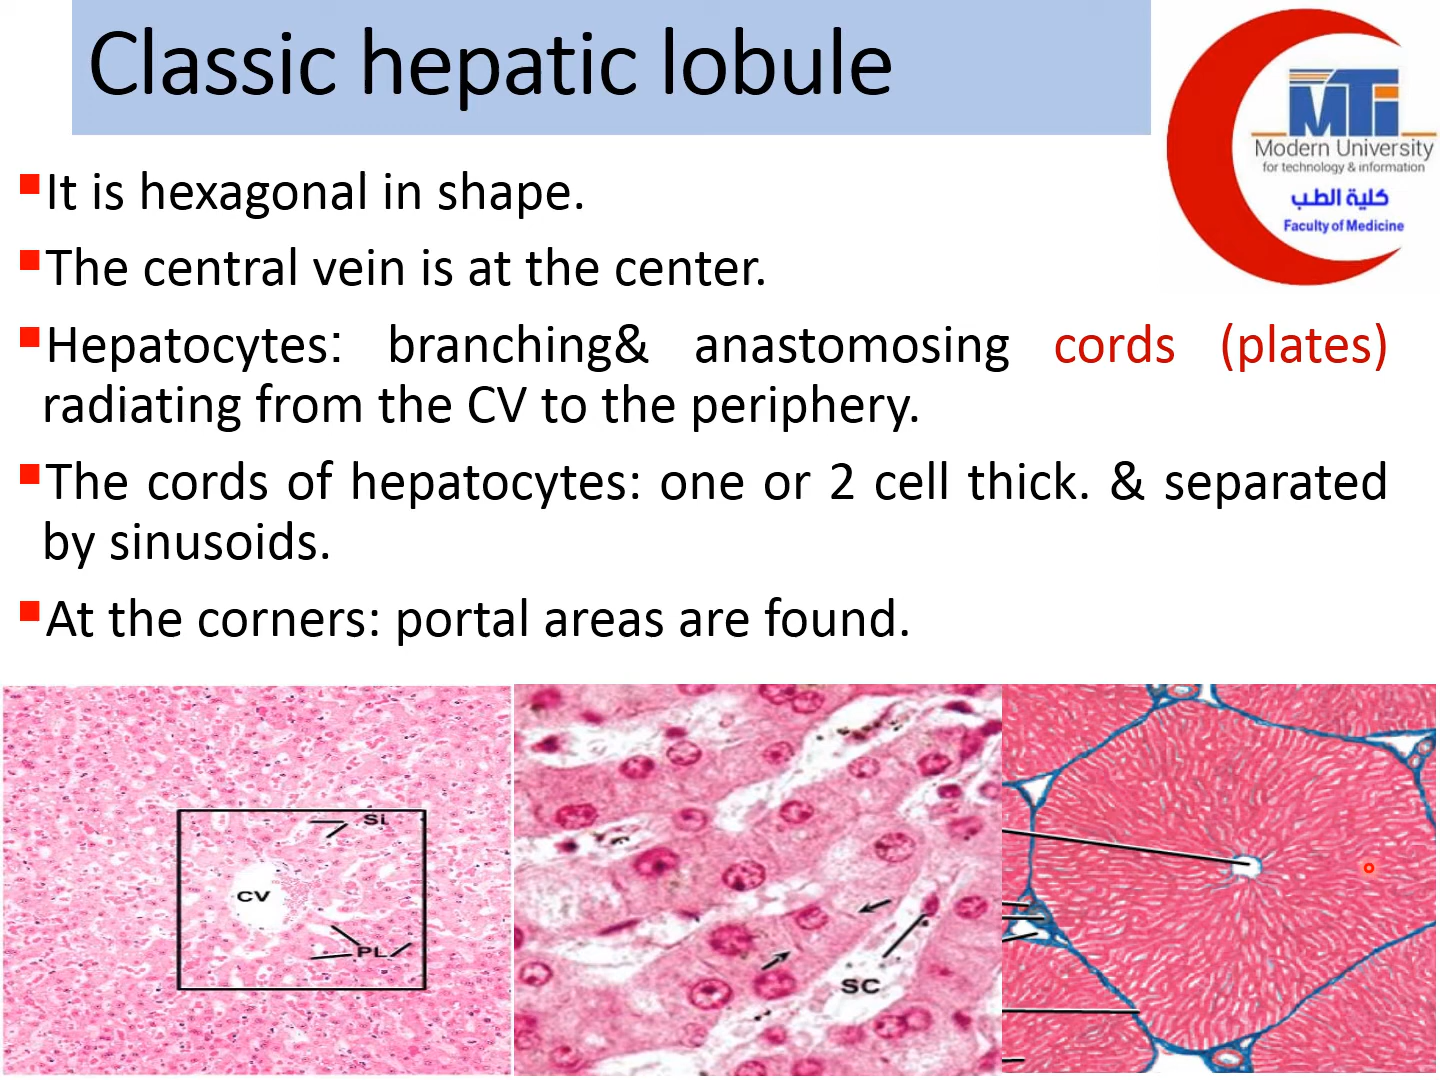 Classic hepatic lobule
MTi
Modern University
for technology & information
كلية الطب
Faculty of Medicine
It is hexagonal in shape.
The central vein is at the center.
Hepatocytes: branching& anastomosing cords (plates)
radiating from the CV to the periphery.
The cords of hepatocytes: one or 2 cell thick. & separated
by sinusoids.
At the corners: portal areas are found.
Si
CV
PL
SC